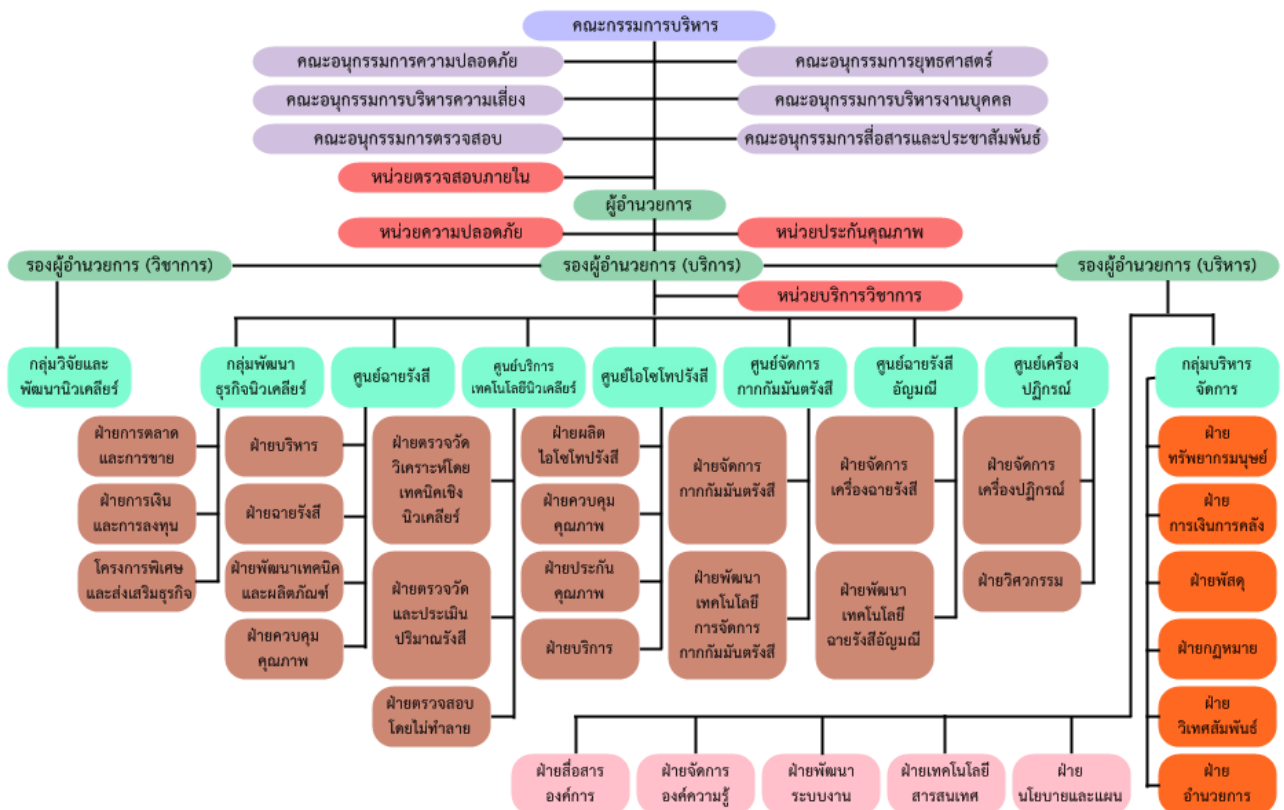 คณะกรรมการบริหาร
คณะอนุกรรมการความปลอดภัย
คณะอนุกรรมการยุทธศาสตร์
คณะอนุกรรมการบริหารความเสี่ยง
คณะอนุกรรมการบริหารงานบุคคล
คณะอนุกรรมการตรวจสอบ
คณะอนุกรรมการสื่อสารและประชาสัมพันธ์
หน่วยตรวจสอบภายใน
ผู้อำนวยการ
หน่วยความปลอดภัย
หน่วยประกันคุณภาพ
รองผู้อำนวยการ (วิชาการ)
รองผู้อำนวยการ (บริการ)
รองผู้อำนวยการ (บริหาร)
หน่วยบริการวิชาการ
กลุ่มวิจัยและ
พัฒนานิวเคลียร์
กลุ่มพัฒนา
ธุรกิจนิวเคลียร์
ศูนย์ฉายรังสี
ศูนย์บริการ
เทคโนโลยีนิวเคลียร์
ศูนย์ไอโซโทปรังสี
ศูนย์จัดการ
กากกัมมันตรังสี
ศูนย์ฉายรังสี
อัญมณี
ศูนย์เครื่อง
ปฏิกรณ์
กลุ่มบริหาร
จัดการ
ฝ่ายการตลาด
และการขาย
ฝ่ายการเงิน
และการลงทุน
โครงการพิเศษ
และส่งเสริมธุรกิจ
ฝ่ายบริหาร
ฝ่ายฉายรังสี
ฝ่ายพัฒนาเทคนิค
และผลิตภัณฑ์
ฝ่ายควบคุม
คุณภาพ
ฝ่ายตรวจวัด
วิเคราะห์โดย
เทคนิคเชิง
นิวเคลียร์
ฝ่ายตรวจวัด
และประเมิน
ปริมาณรังสี
ฝ่ายตรวจสอบ
โดยไม่ทำลาย
ฝ่ายผลิต
ไอโซโทปรังสี
ฝ่ายควบคุม
คุณภาพ
ฝ่ายประกัน
คุณภาพ
ฝ่ายบริการ
ฝ่ายจัดการ
กากกัมมันตรังสี
ฝ่ายพัฒนา
เทคโนโลยี
การจัดการ
กากกัมมันตรังสี
ฝ่ายจัดการ
เครื่องฉายรังสี
ฝ่ายพัฒนา
เทคโนโลยี
ฉายรังสีอัญมณี
ฝ่ายจัดการ
เครื่องปฏิกรณ์
ฝ่ายวิศวกรรม
ฝ่าย
ทรัพยากรมนุษย์
ฝ่าย
การเงินการคลัง
ฝ่ายพัสดุ
ฝ่ายกฎหมาย
ฝ่าย
วิเทศสัมพันธ์
ฝ่าย
อำนวยการ
ฝ่ายสื่อสาร
องค์การ
ฝ่ายจัดการ
องค์ความรู้
ฝ่ายพัฒนา
ระบบงาน
ฝ่ายเทคโนโลยี
สารสนเทศ
ฝ่าย
นโยบายและแผน